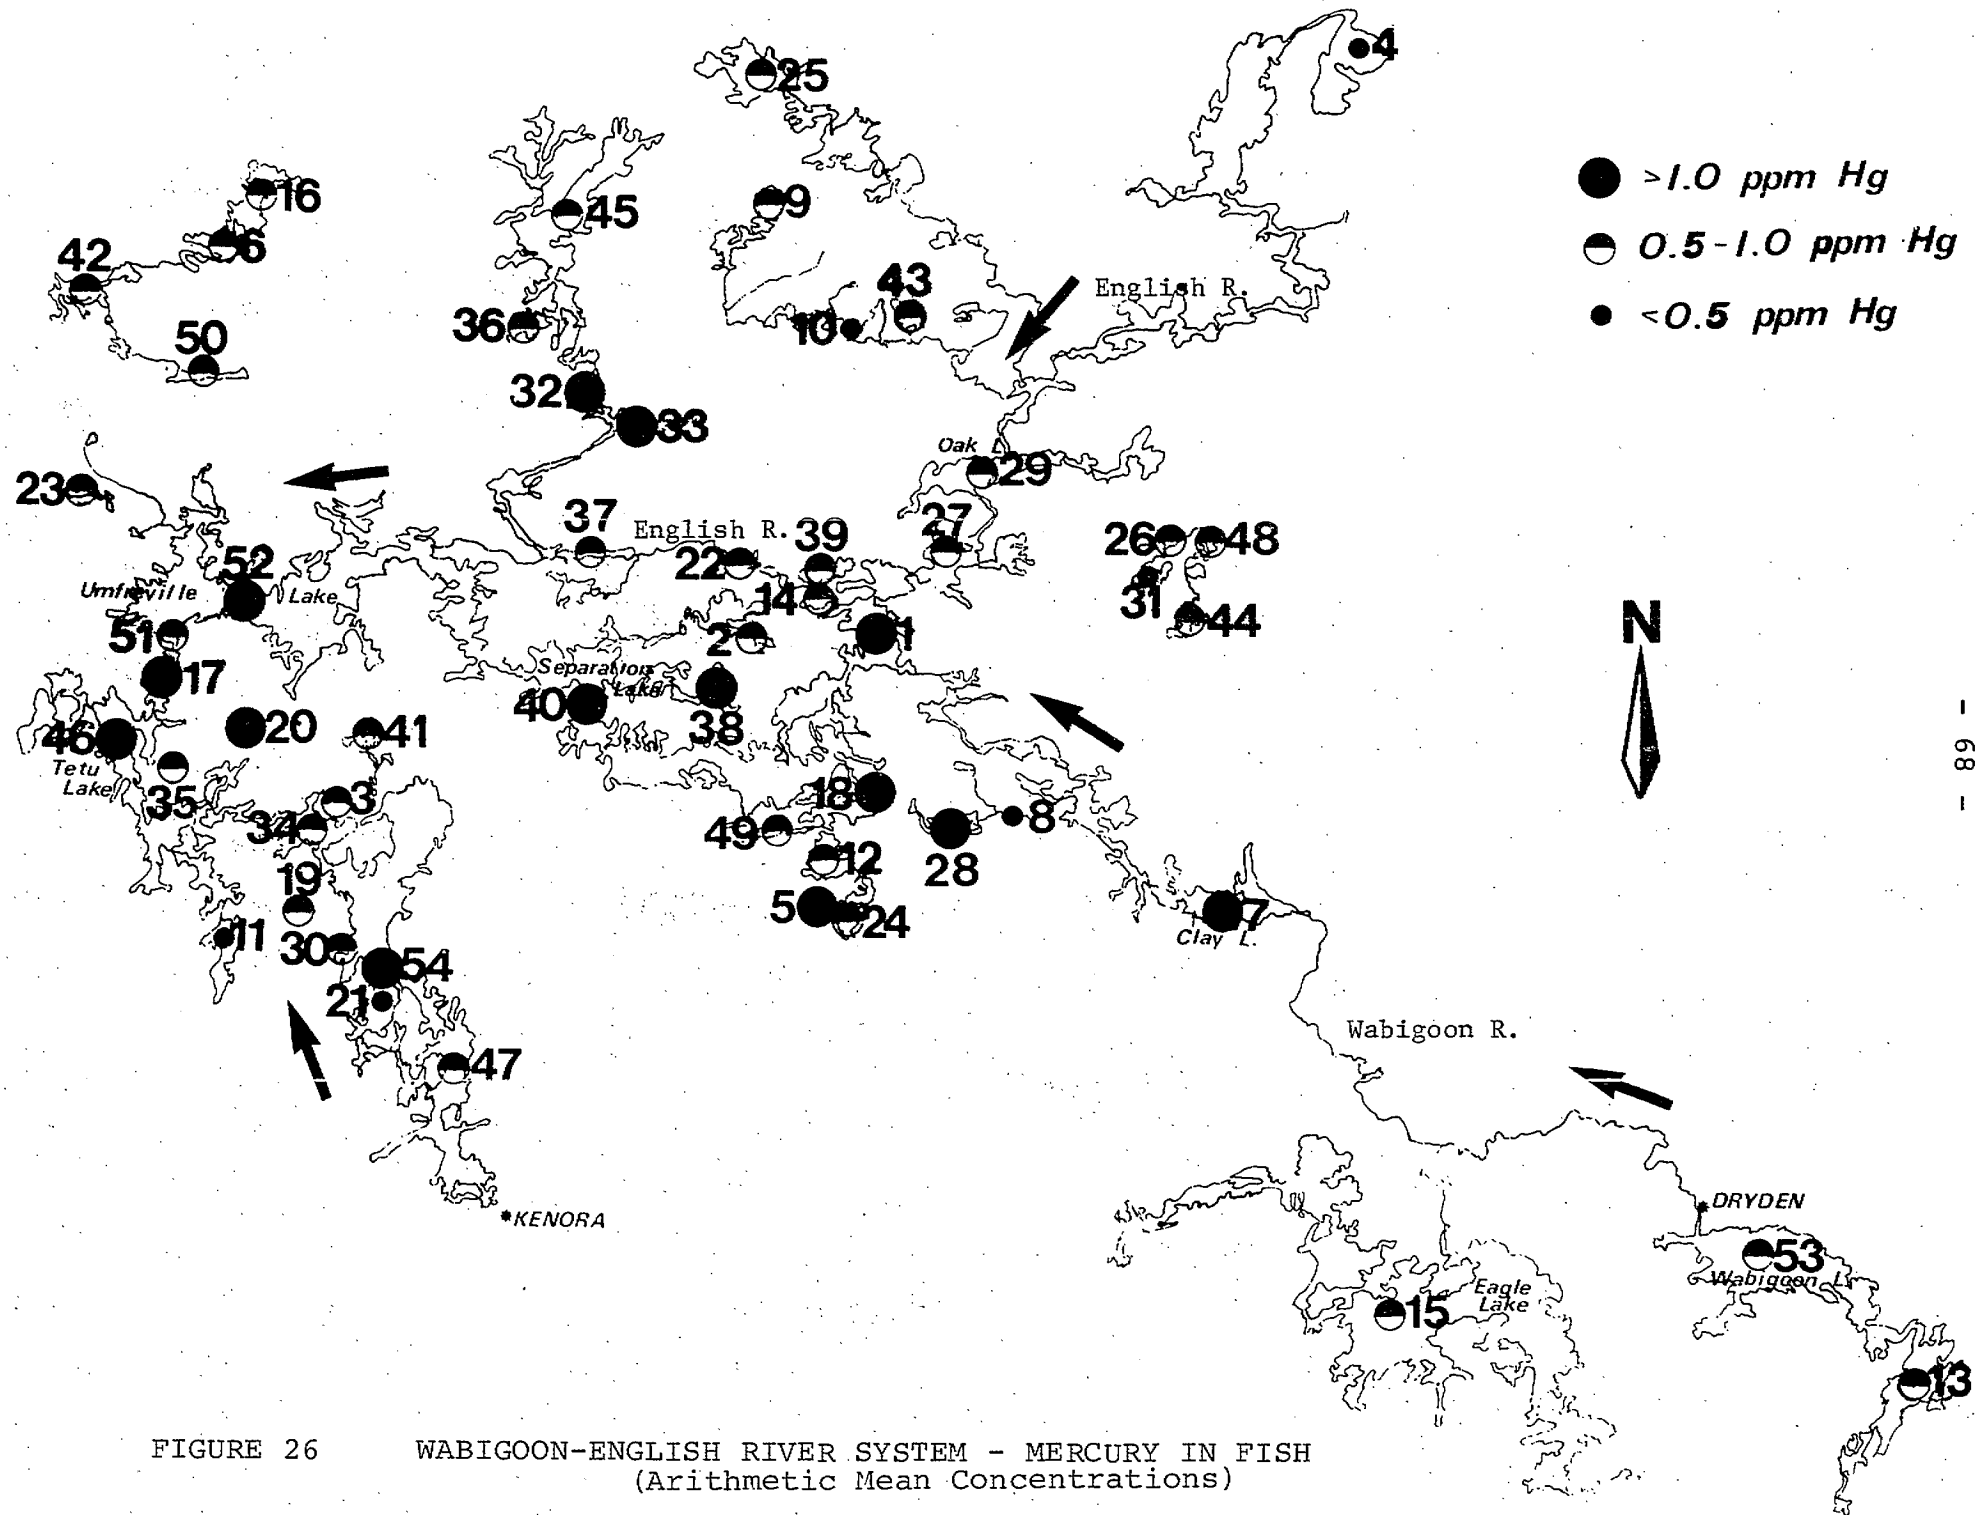 4
25
16
9
>1.0 ppm Hg
45
6
0.5-1.0 ppm Hg
42
43
English R.
36
10
<0.5 ppm Hg
50
32
33
Oak L.
29
23
37
English R.
39
27
22
26
48
52
Umfreville Lake
14
31
44
N
51
2
1
17
Separation
Lake
40
38
20
41
46
Tetu
Lake
- 68 -
35
3
34
18
8
49
12
28
19
5
24
7
Clay L.
11
30
54
21
Wabigoon R.
47
KENORA
DRYDEN
53
Wabigoon L.
Eagle
Lake
15
13
FIGURE 26 WABIGOON-ENGLISH RIVER SYSTEM - MERCURY IN FISH
(Arithmetic Mean Concentrations)